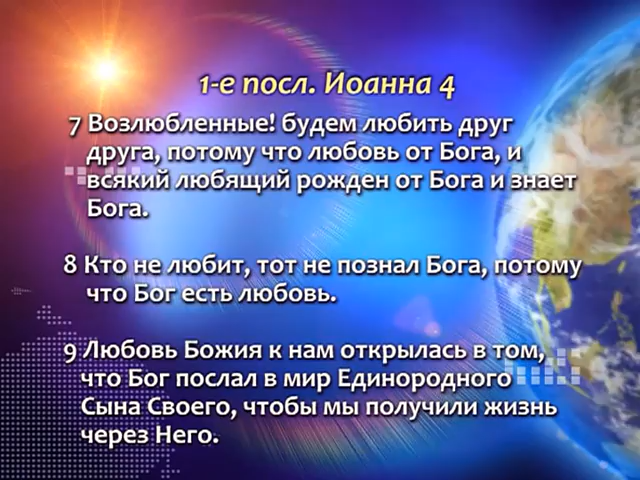 1-е посл. Иоанна 4
7 Возлюбленные! будем любить друг
друга, потому что любовь от Бога, и
всякий любящий рожден от Бога и знает
Бога.
8 Кто не любит, тот не познал Бога, потому
что Бог есть любовь.
9 Любовь Божия к нам открылась в том,
что Бог послал в мир Единородного
Сына Своего, чтобы мы получили жизнь
через Него.